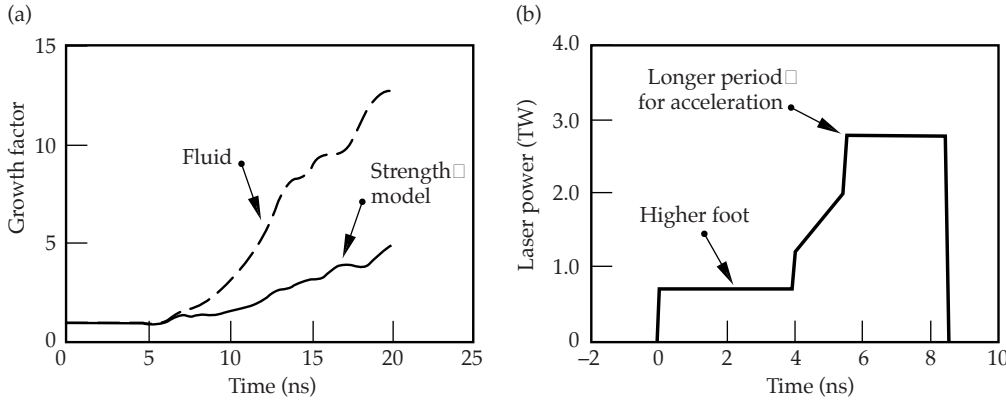 (a)
15
10
5
0
Growth factor
Fluid
Strength
model
0 5 10 15 20 25
Time (ns)
(b)
4.0
3.0
2.0
1.0
0
Laser power (TW)
Longer period
for acceleration
Higher foot
−2 0 2 4 6 8 10
Time (ns)